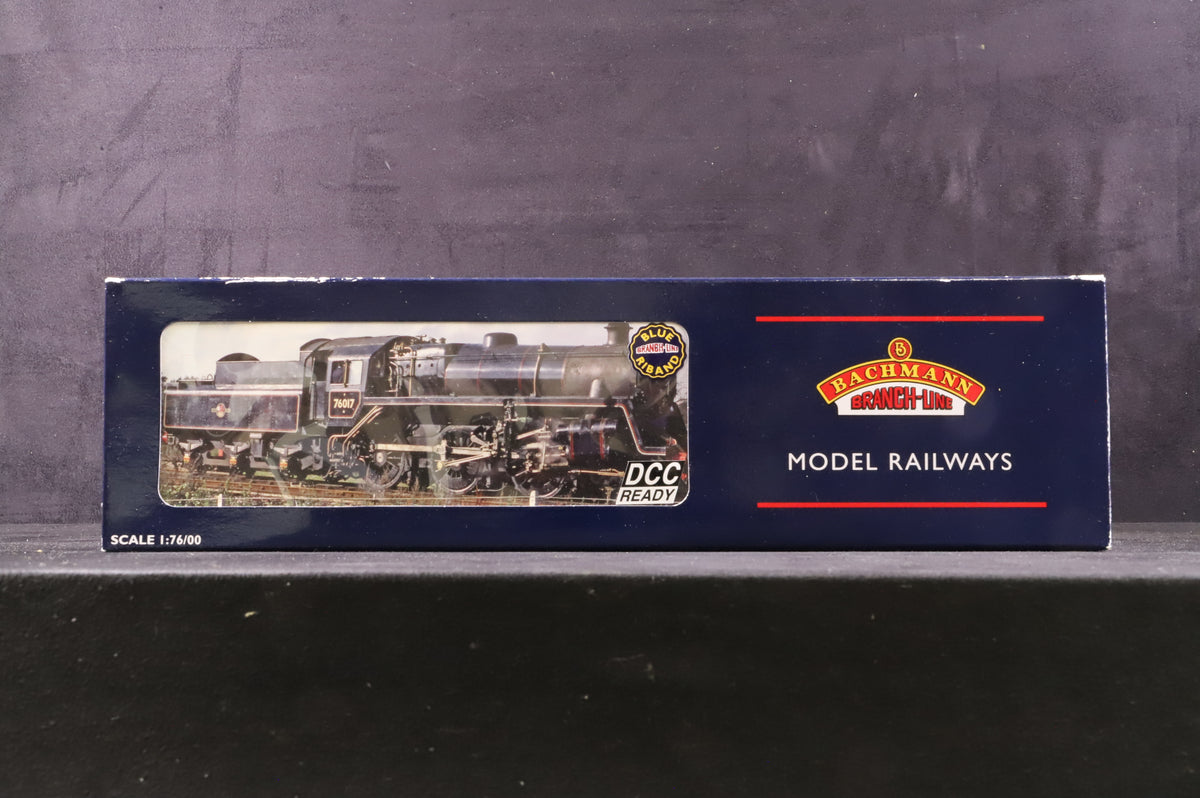 BLUE
BRANCH-LINE
RIBAND
76017
DCC
READY
SCALE 1:76/00
B
BACHMANN
BRANCH-LINE
MODEL RAILWAYS